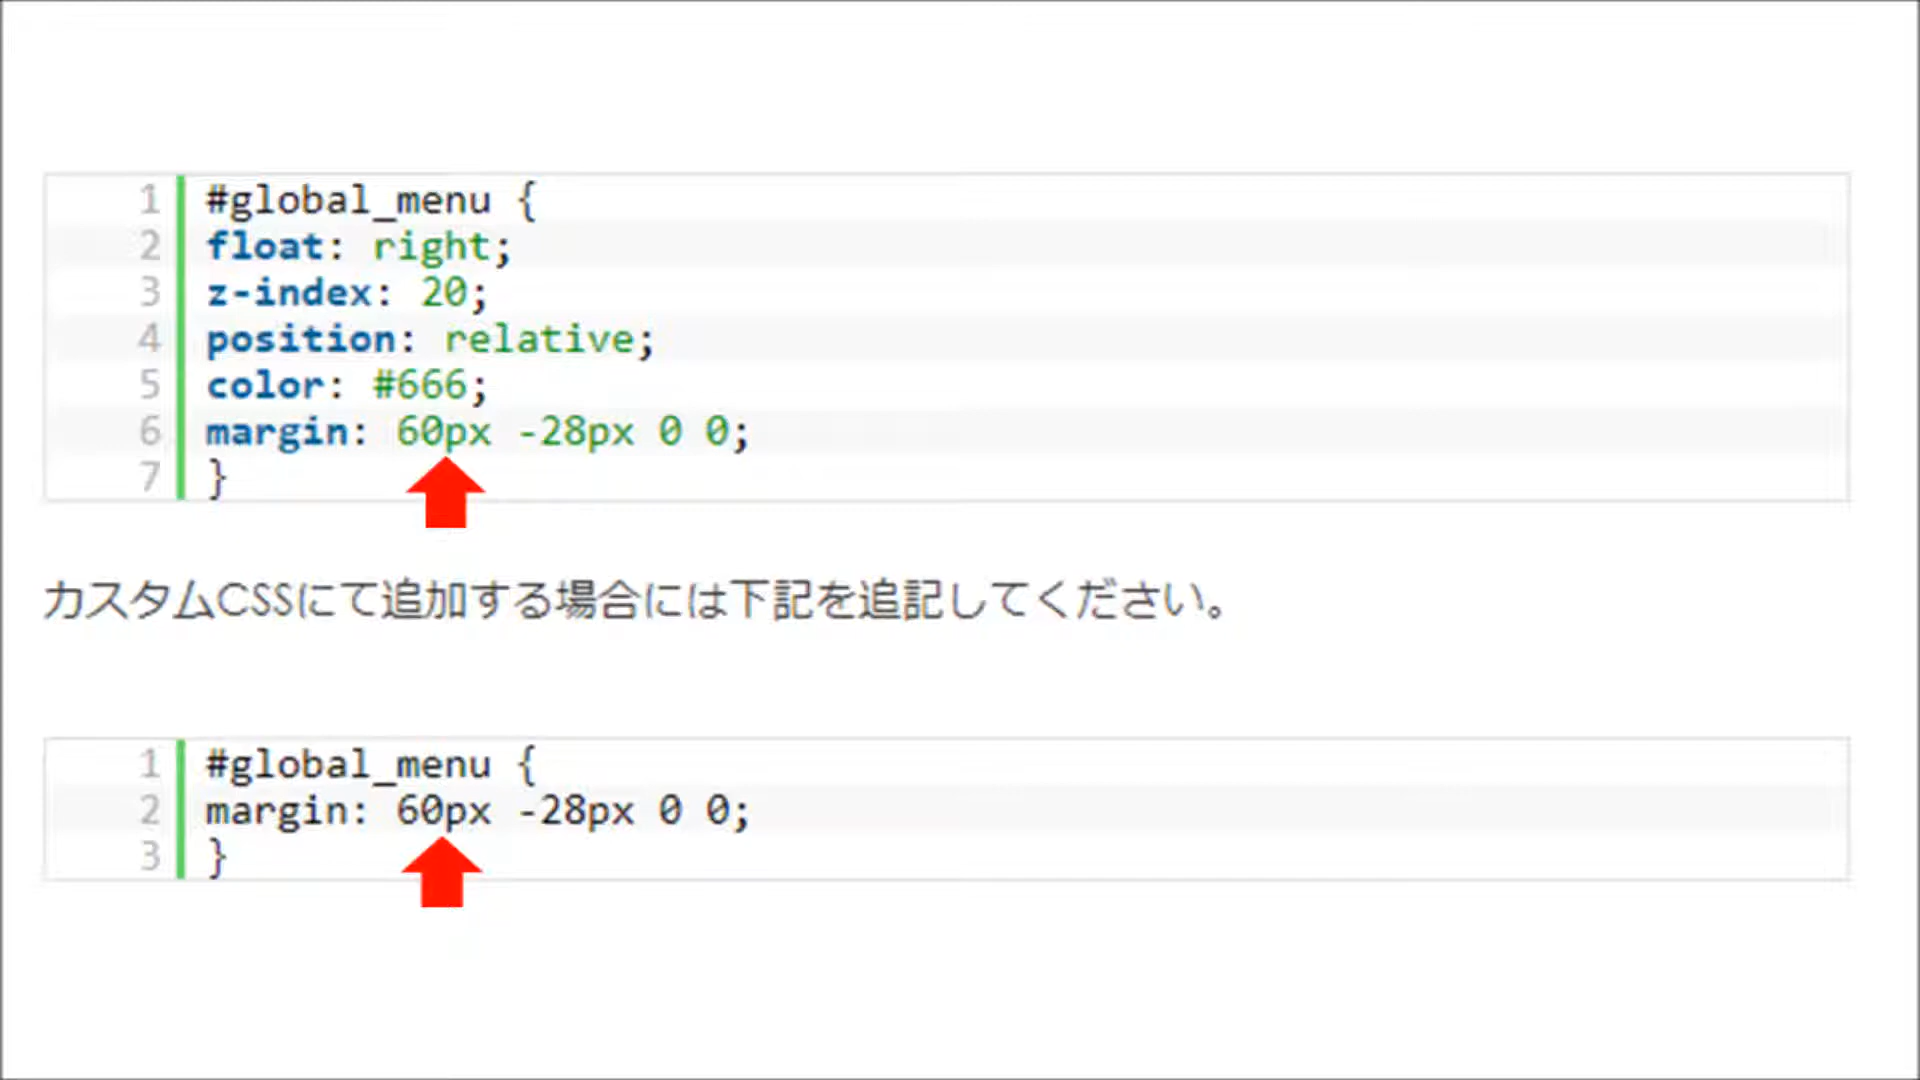 1 #global_menu {
2 float: right;
3 z-index: 20;
4 position: relative;
5 color: #666;
6 margin: 60px -28px 0 0;
7 }
カスタムCSSにて追加する場合には下記を追記してください。
1 #global_menu {
2 margin: 60px -28px 0 0;
3 }